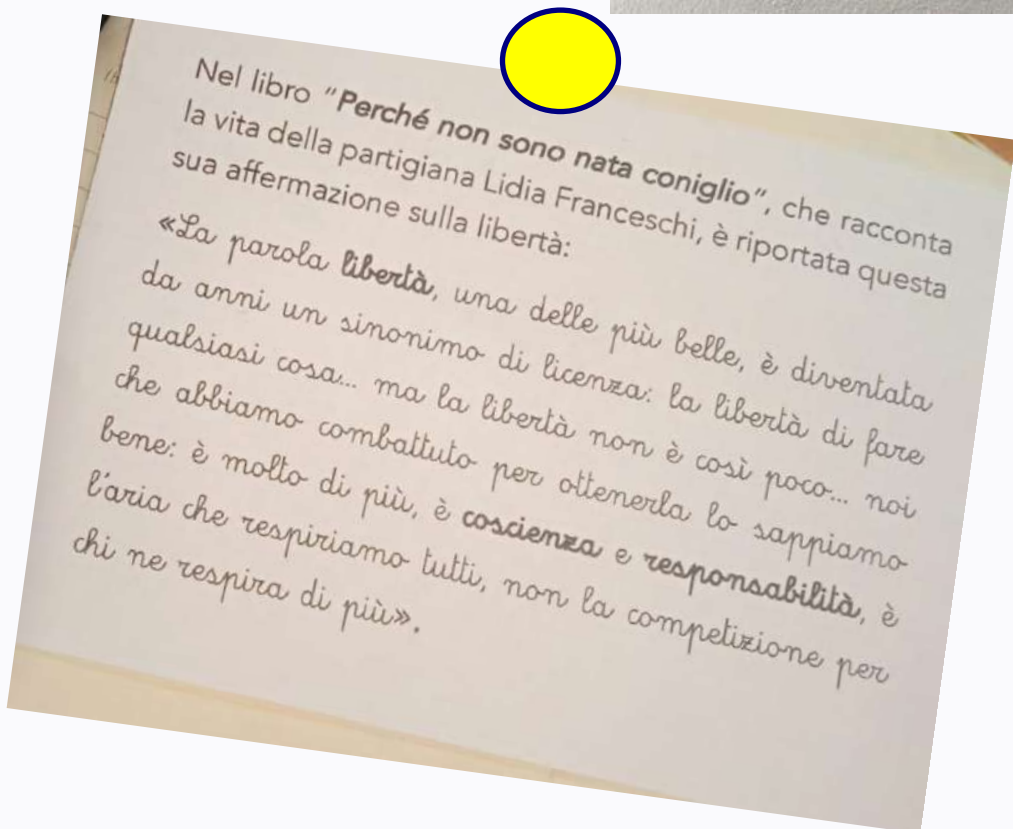 Nel libro "Perché non sono nata coniglio", che racconta
la vita della partigiana Lidia Franceschi, è riportata questa
sua affermazione sulla libertà:
«La parola libertà, una delle più belle, è diventata
da anni un sinonimo di licenza: la libertà di fare
qualsiasi cosa... ma la libertà non è così poco... noi
che abbiamo combattuto per ottenerla lo sappiamo
bene: è molto di più, è coscienza e responsabilità, è
l'aria che respiriamo tutti, non la competizione per
chi ne respira di più».